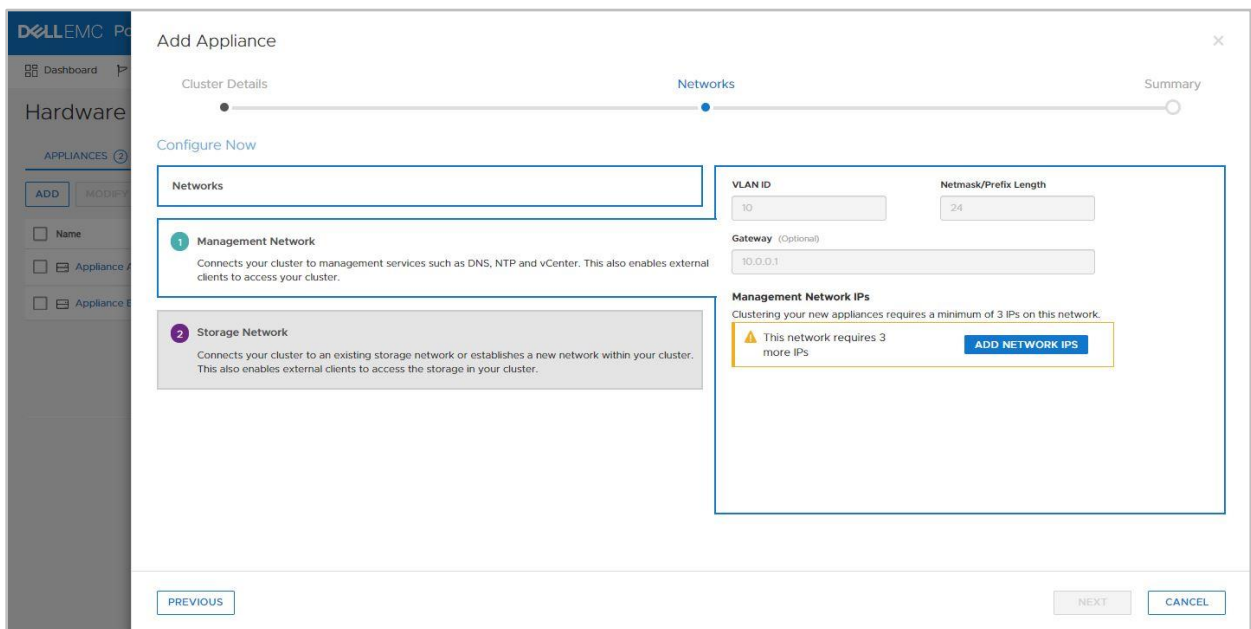 DELLEMC Po
Add Appliance
Dashboard
Hardware
APPLIANCES (2)
ADD MODIFY
Name
Appliance A
Appliance B
Cluster Details
Networks
Summary
Configure Now
Networks
1 Management Network
Connects your cluster to management services such as DNS, NTP and vCenter. This also enables external
clients to access your cluster.
2 Storage Network
Connects your cluster to an existing storage network or establishes a new network within your cluster.
This also enables external clients to access the storage in your cluster.
VLAN ID Netmask/Prefix Length
10 24
Gateway (Optional)
10.0.0.1
Management Network IPs
Clustering your new appliances requires a minimum of 3 IPs on this network.
This network requires 3
more IPs
ADD NETWORK IPS
PREVIOUS
NEXT
CANCEL